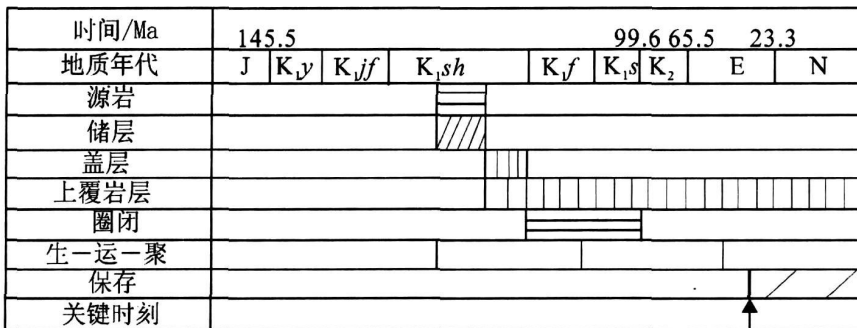 时间/Ma 145.5 99.6 65.5 23.3
地质年代 J K₁y K₁jf K₁sh K₁f K₁s K₂ E N
源岩
储层
盖层
上覆岩层
圈闭
生－运－聚
保存
关键时刻